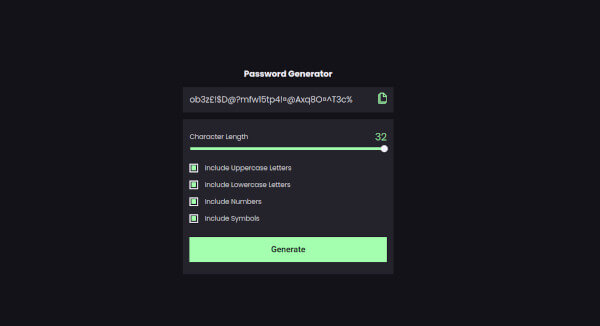 Password Generator
ob3z£!$D@?mfw15tp4!¤@Axq8O¤^T3c%
Character Length
32
Include Uppercase Letters
Include Lowercase Letters
Include Numbers
Include Symbols
Generate